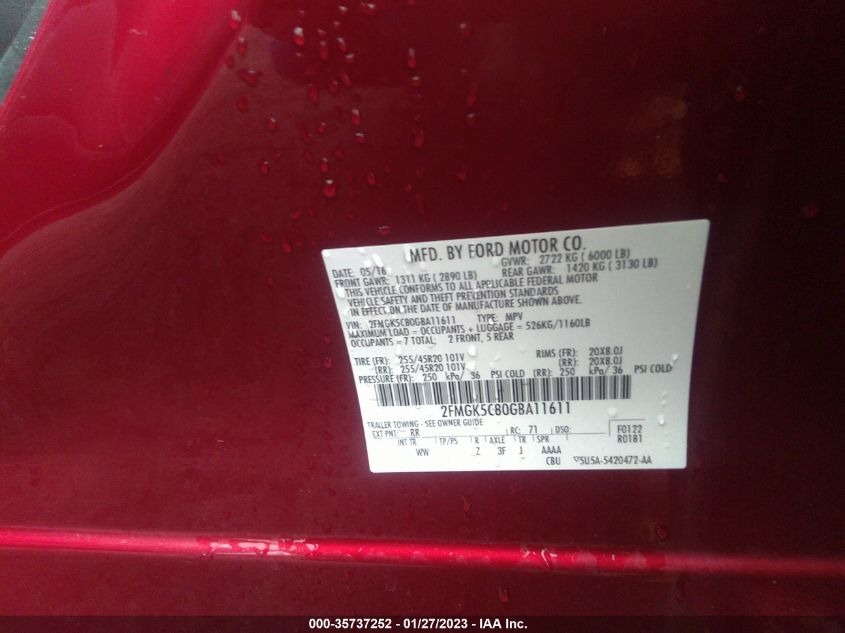 MFD. BY FORD MOTOR CO.
DATE: 05/16 GVWR: 2722 KG ( 6000 LB)
FRONT GAWR: 1311 KG ( 2890 LB) REAR GAWR: 1420 KG ( 3130 LB)
THIS VEHICLE CONFORMS TO ALL APPLICABLE FEDERAL MOTOR
VEHICLE SAFETY AND THEFT PREVENTION STANDARDS
IN EFFECT ON THE DATE OF MANUFACTURE SHOWN ABOVE.
VIN: 2FMGK5C80GBA11611 TYPE: MPV
MAXIMUM LOAD = OCCUPANTS + LUGGAGE = 526KG/1160LB
OCCUPANTS = 7 TOTAL; 2 FRONT, 5 REAR
TIRE (FR): 255/45R20 101V RIMS (FR): 20X8.0J
(RR): 255/45R20 101V (RR): 20X8.0J
PRESSURE (FR): 250 kPa/ 36 PSI COLD (RR): 250 kPa/ 36 PSI COLD
2FMGK5C80GBA11611
TRAILER TOWING - SEE OWNER GUIDE
EXT PNT: RR RC: 71 DSO: F0122
INT TR TP/PS R AXLE TR SPR R0181
WW Z 3F J AAAA
CBU 5U5A-5420472-AA
000-35737252 - 01/27/2023 - IAA Inc.